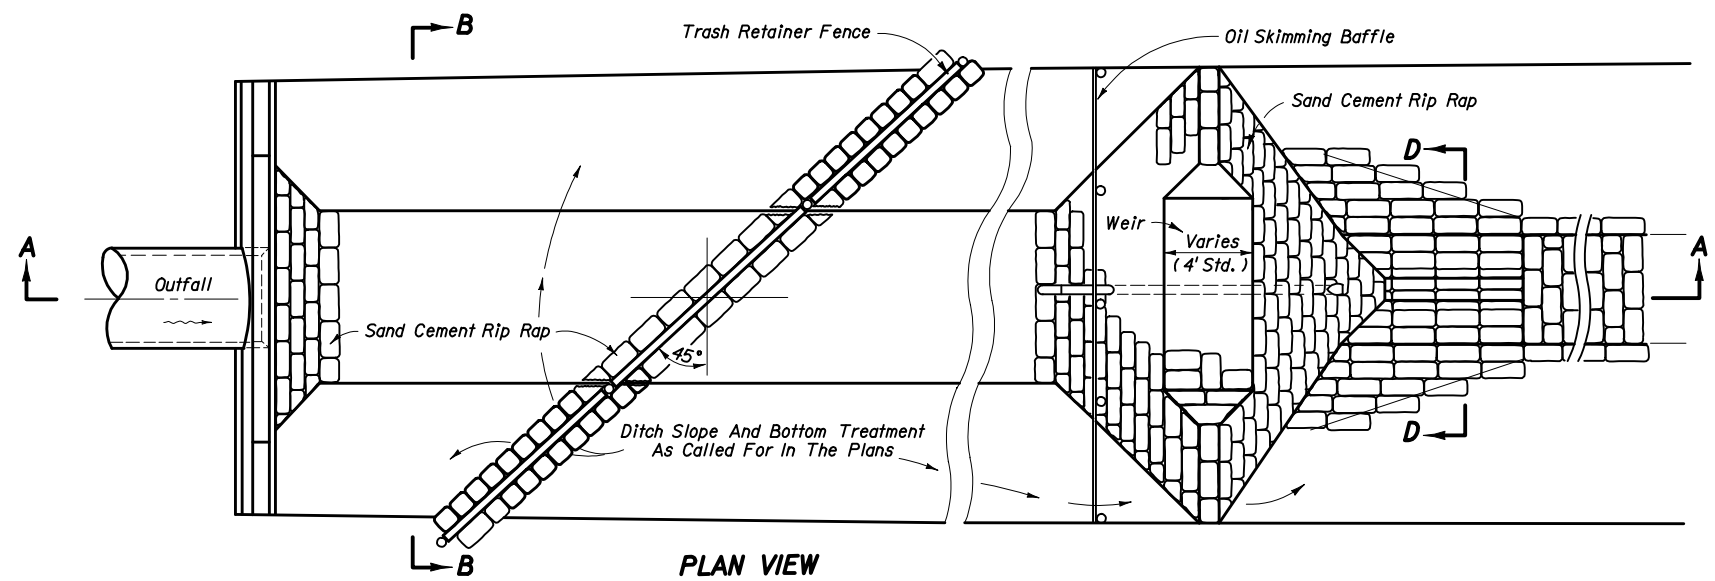 B
Trash Retainer Fence
Oil Skimming Baffle
Sand Cement Rip Rap
D
A
Outfall
Weir
Varies
(4' Std.)
A
Sand Cement Rip Rap
45°
Ditch Slope And Bottom Treatment
As Called For In The Plans
D
B
PLAN VIEW